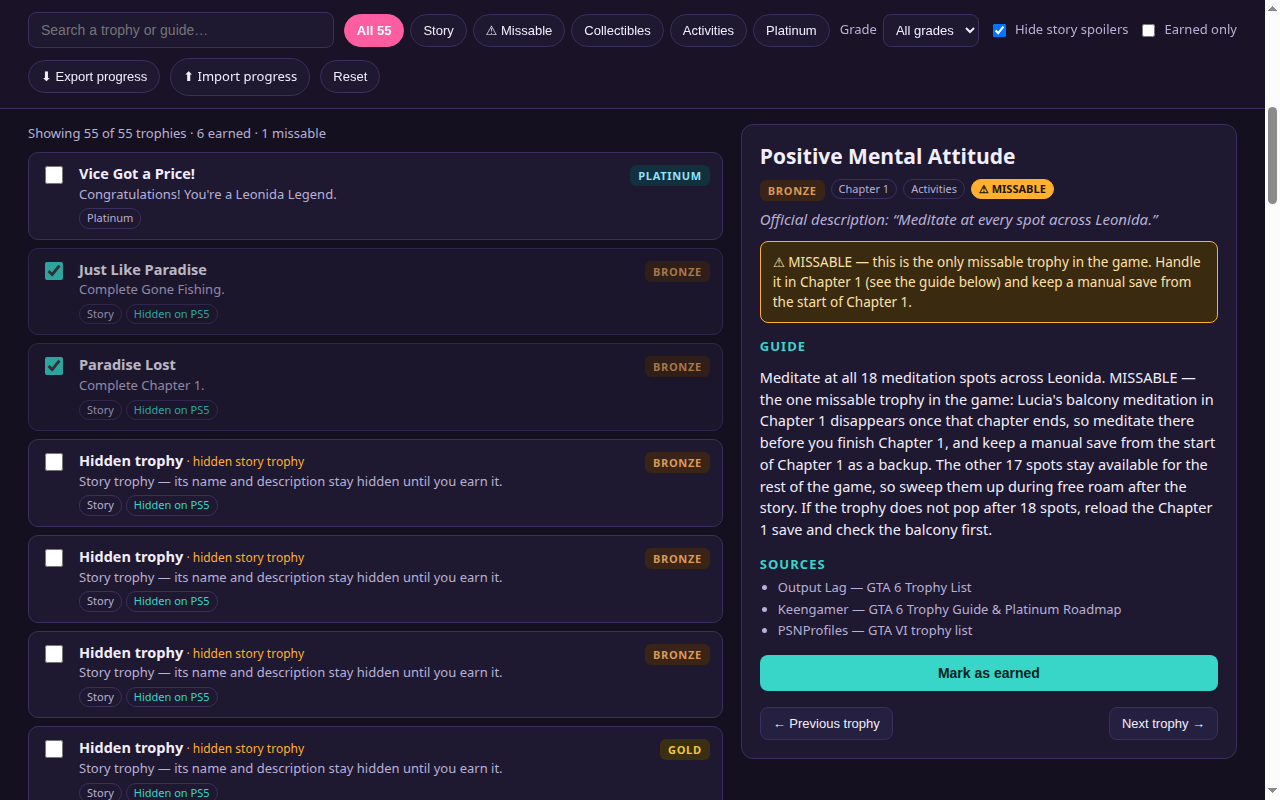 Search a trophy or guide…
All 55
Story
⚠ Missable
Collectibles
Activities
Platinum
Grade
All grades
Hide story spoilers
Earned only
⬇ Export progress
⬆ Import progress
Reset
Showing 55 of 55 trophies · 6 earned · 1 missable
Vice Got a Price!
PLATINUM
Congratulations! You're a Leonida Legend.
Platinum
Just Like Paradise
BRONZE
Complete Gone Fishing.
Story
Hidden on PS5
Paradise Lost
BRONZE
Complete Chapter 1.
Story
Hidden on PS5
Hidden trophy · hidden story trophy
BRONZE
Story trophy — its name and description stay hidden until you earn it.
Story
Hidden on PS5
Hidden trophy · hidden story trophy
BRONZE
Story trophy — its name and description stay hidden until you earn it.
Story
Hidden on PS5
Hidden trophy · hidden story trophy
BRONZE
Story trophy — its name and description stay hidden until you earn it.
Story
Hidden on PS5
Hidden trophy · hidden story trophy
GOLD
Story trophy — its name and description stay hidden until you earn it.
Story
Hidden on PS5
Positive Mental Attitude
BRONZE
Chapter 1
Activities
⚠ MISSABLE
Official description: “Meditate at every spot across Leonida.”
⚠ MISSABLE — this is the only missable trophy in the game. Handle
it in Chapter 1 (see the guide below) and keep a manual save from
the start of Chapter 1.
GUIDE
Meditate at all 18 meditation spots across Leonida. MISSABLE —
the one missable trophy in the game: Lucia's balcony meditation in
Chapter 1 disappears once that chapter ends, so meditate there
before you finish Chapter 1, and keep a manual save from the start
of Chapter 1 as a backup. The other 17 spots stay available for the
rest of the game, so sweep them up during free roam after the
story. If the trophy does not pop after 18 spots, reload the Chapter
1 save and check the balcony first.
SOURCES
Output Lag — GTA 6 Trophy List
Keengamer — GTA 6 Trophy Guide & Platinum Roadmap
PSNProfiles — GTA VI trophy list
Mark as earned
← Previous trophy
Next trophy →